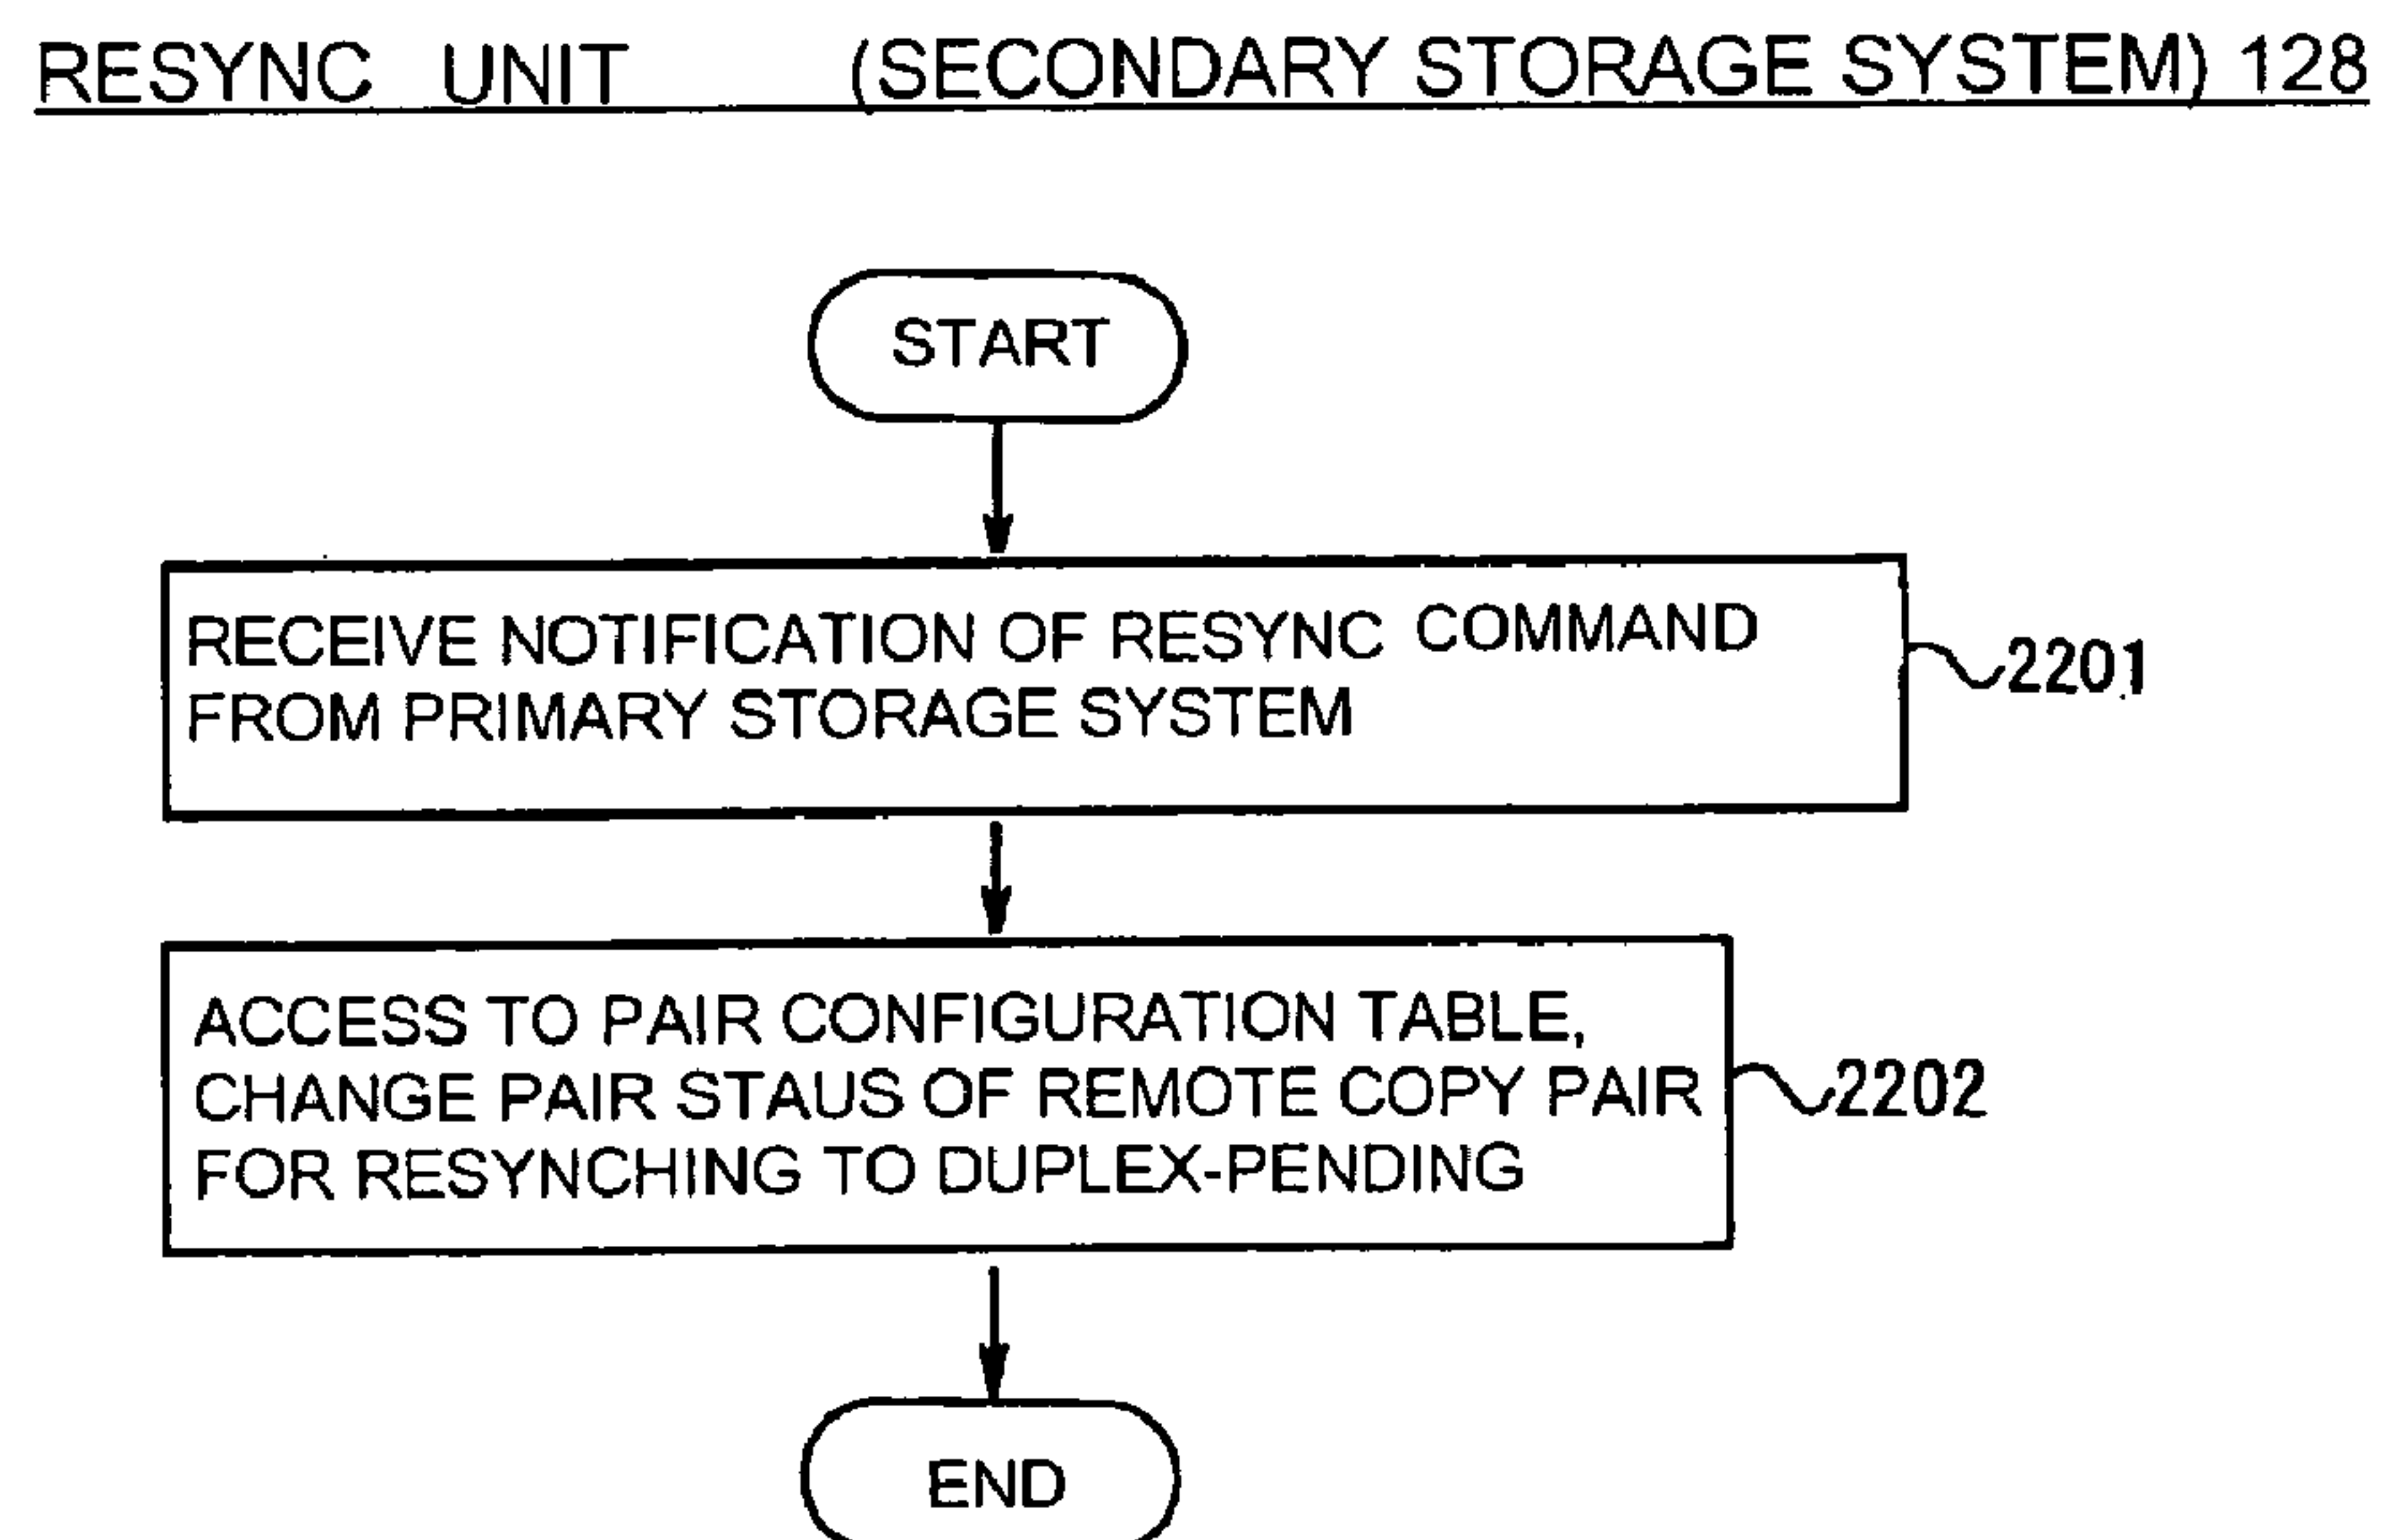 RESYNC UNIT (SECONDARY STORAGE SYSTEM) 128
START
RECEIVE NOTIFICATION OF RESYNC COMMAND
FROM PRIMARY STORAGE SYSTEM
2201
ACCESS TO PAIR CONFIGURATION TABLE,
CHANGE PAIR STAUS OF REMOTE COPY PAIR
FOR RESYNCHING TO DUPLEX-PENDING
2202
END